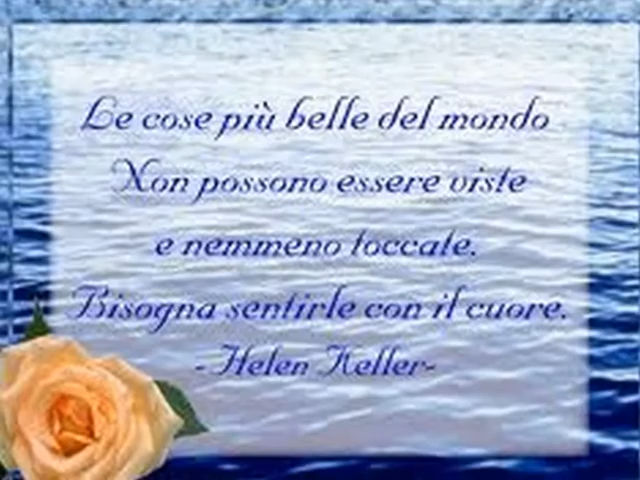 Le cose più belle del mondo
Non possono essere viste
e nemmeno toccate.
Bisogna sentirle con il cuore.
- Helen Keller-